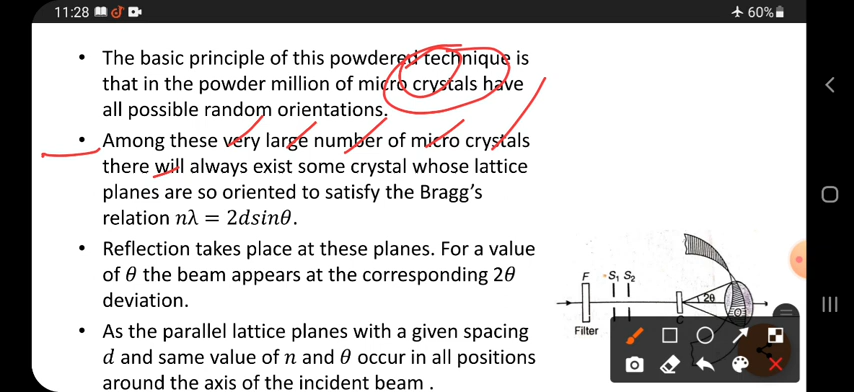 11:28
60%
• The basic principle of this powdered technique is
that in the powder million of micro crystals have
all possible random orientations.
• Among these very large number of micro crystals
there will always exist some crystal whose lattice
planes are so oriented to satisfy the Bragg's
relation nλ = 2dsinθ.
• Reflection takes place at these planes. For a value
of θ the beam appears at the corresponding 2θ
deviation.
• As the parallel lattice planes with a given spacing
d and same value of n and θ occur in all positions
around the axis of the incident beam .
F S₁ S₂
2θ
O
Filter